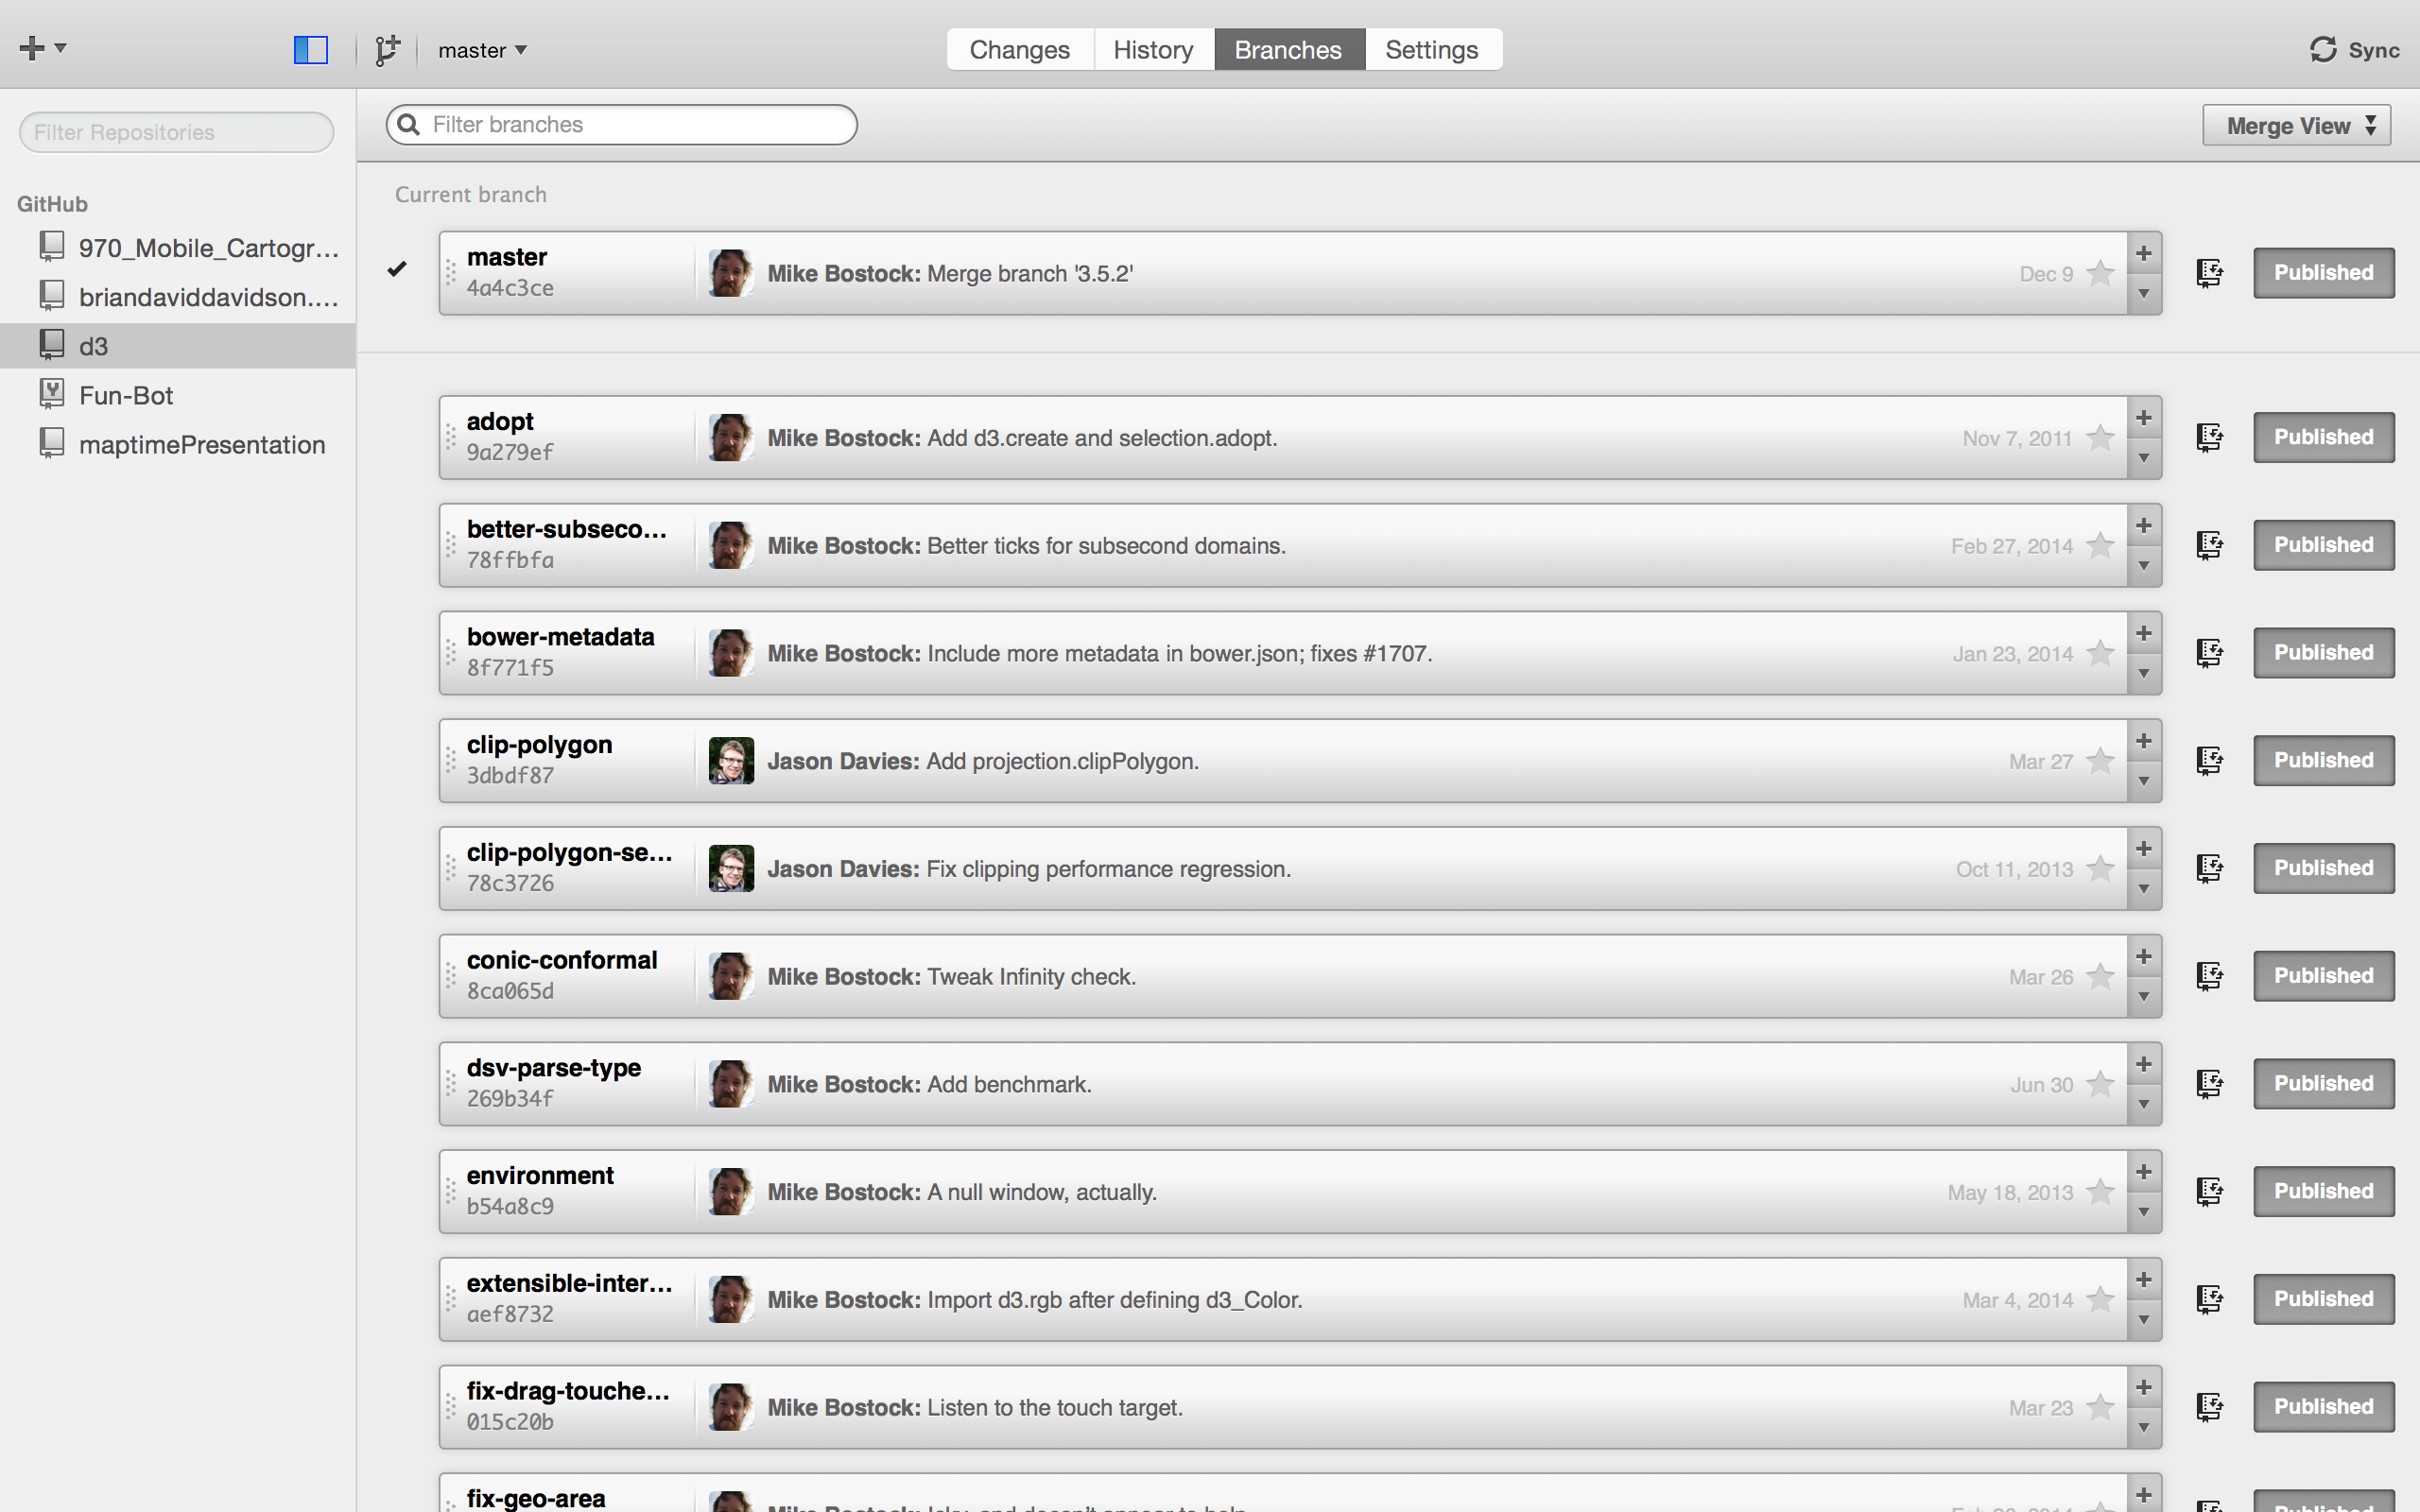 master
Changes
History
Branches
Settings
Sync
Filter Repositories
Filter branches
Merge View
GitHub
970_Mobile_Cartogr...
briandaviddavidson....
d3
Fun-Bot
maptimePresentation
Current branch
master
4a4c3ce
Mike Bostock: Merge branch '3.5.2'
Dec 9
Published
adopt
9a279ef
Mike Bostock: Add d3.create and selection.adopt.
Nov 7, 2011
Published
better-subseco...
78ffbfa
Mike Bostock: Better ticks for subsecond domains.
Feb 27, 2014
Published
bower-metadata
8f771f5
Mike Bostock: Include more metadata in bower.json; fixes #1707.
Jan 23, 2014
Published
clip-polygon
3dbdf87
Jason Davies: Add projection.clipPolygon.
Mar 27
Published
clip-polygon-se...
78c3726
Jason Davies: Fix clipping performance regression.
Oct 11, 2013
Published
conic-conformal
8ca065d
Mike Bostock: Tweak Infinity check.
Mar 26
Published
dsv-parse-type
269b34f
Mike Bostock: Add benchmark.
Jun 30
Published
environment
b54a8c9
Mike Bostock: A null window, actually.
May 18, 2013
Published
extensible-inter...
aef8732
Mike Bostock: Import d3.rgb after defining d3_Color.
Mar 4, 2014
Published
fix-drag-touche...
015c20b
Mike Bostock: Listen to the touch target.
Mar 23
Published
fix-geo-area
Mike Bostock:
Published